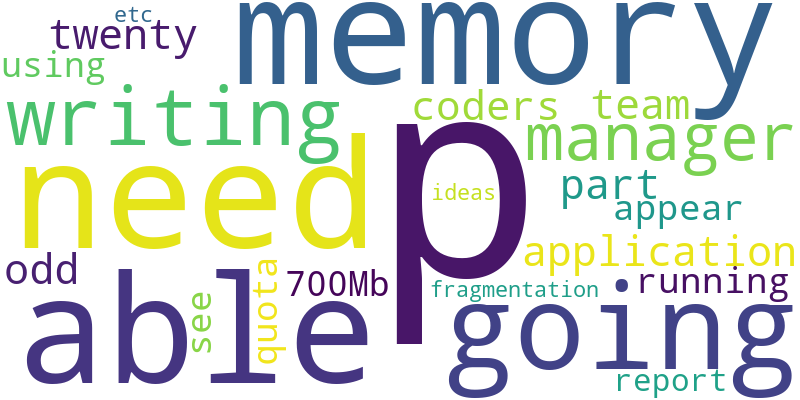 etc
twenty
memory
using
writing
coders
team
manager
need
p
ideas
part
appear
odd
able
see
quota
700Mb
application
running
fragmentation
going
report